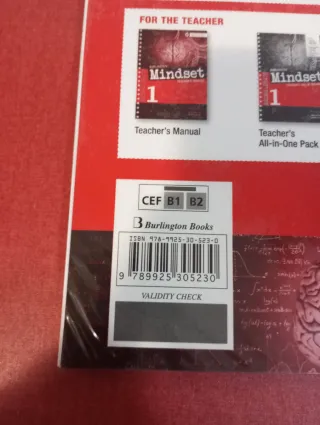 FOR THE TEACHER
Mindset
1
Teacher's Manual
Mindset
1
Teacher's
All-in-One Pack
CEF B1 B2
B Burlington Books
ISBN 978-9925-30-523-0
9 789925 305230
VALIDITY CHECK